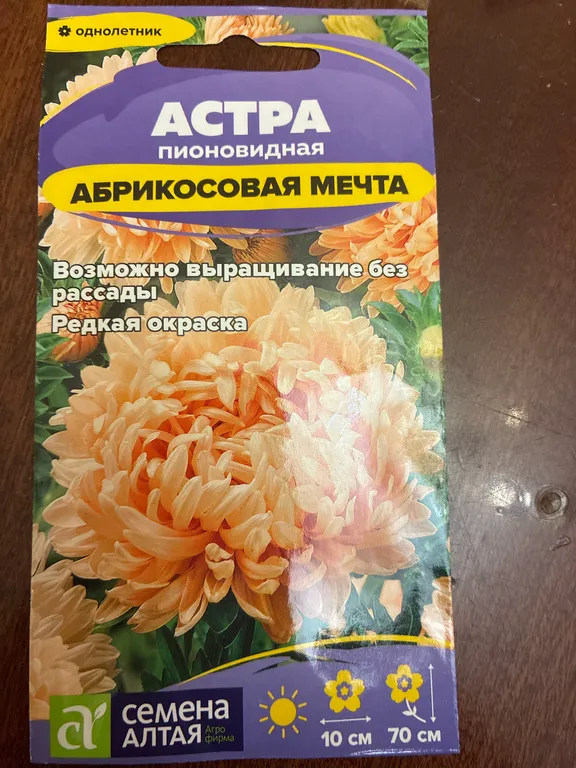 однолетник
АСТРА
пионовидная
АБРИКОСОВАЯ МЕЧТА
Возможно выращивание без
рассады
Редкая окраска
семена
АЛТАЯ
Агро
фирма
10 см
70 см